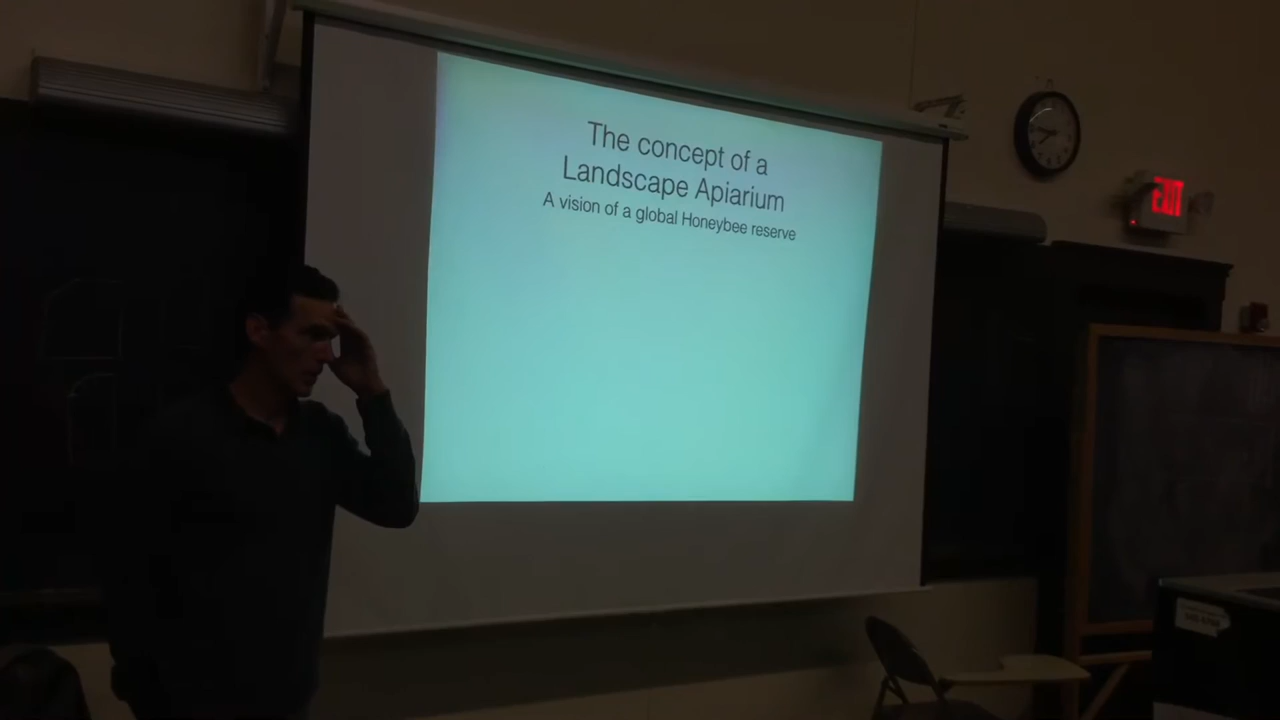 The concept of a
Landscape Apiarium
A vision of a global Honeybee reserve
EXIT